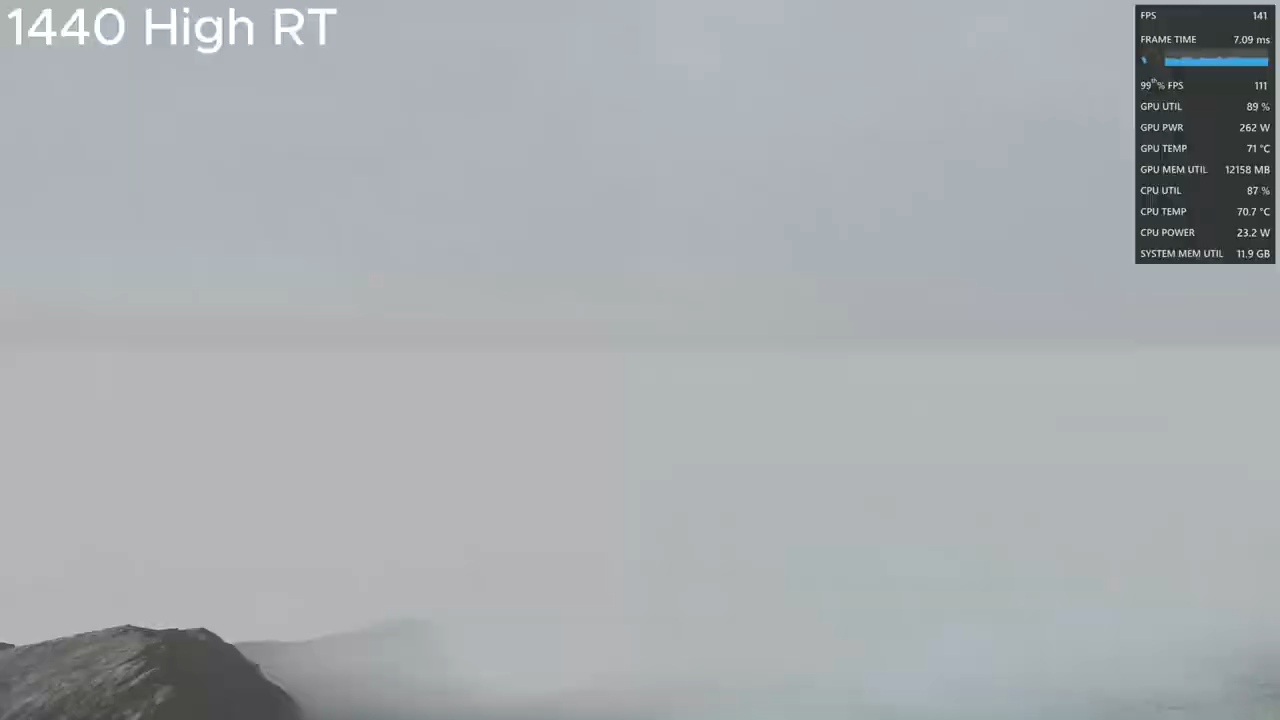 1440 High RT
FPS 141
FRAME TIME 7.09 ms
99th% FPS 111
GPU UTIL 89 %
GPU PWR 262 W
GPU TEMP 71 °C
GPU MEM UTIL 12158 MB
CPU UTIL 87 %
CPU TEMP 70.7 °C
CPU POWER 23.2 W
SYSTEM MEM UTIL 11.9 GB